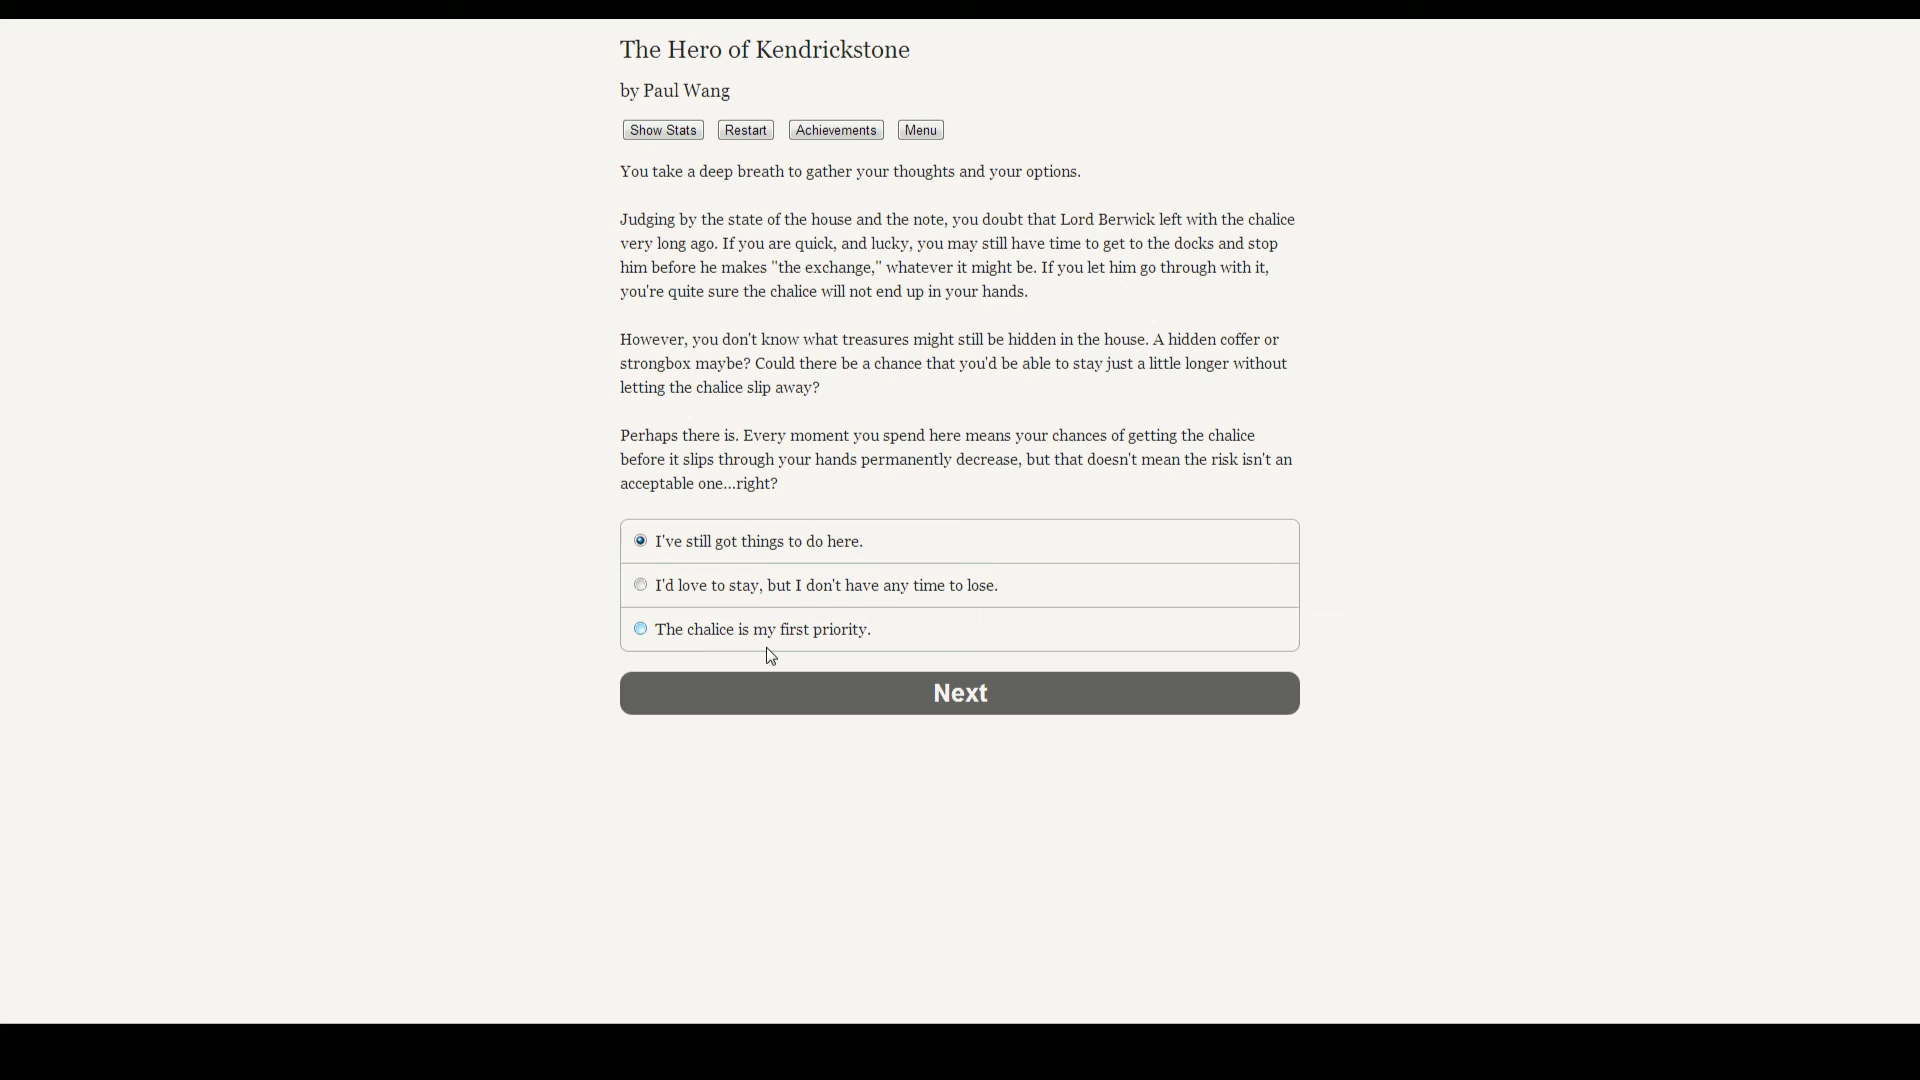 The Hero of Kendrickstone
by Paul Wang
Show Stats Restart Achievements Menu
You take a deep breath to gather your thoughts and your options.
Judging by the state of the house and the note, you doubt that Lord Berwick left with the chalice
very long ago. If you are quick, and lucky, you may still have time to get to the docks and stop
him before he makes "the exchange," whatever it might be. If you let him go through with it,
you're quite sure the chalice will not end up in your hands.
However, you don't know what treasures might still be hidden in the house. A hidden coffer or
strongbox maybe? Could there be a chance that you'd be able to stay just a little longer without
letting the chalice slip away?
Perhaps there is. Every moment you spend here means your chances of getting the chalice
before it slips through your hands permanently decrease, but that doesn't mean the risk isn't an
acceptable one...right?
I've still got things to do here.
I'd love to stay, but I don't have any time to lose.
The chalice is my first priority.
Next